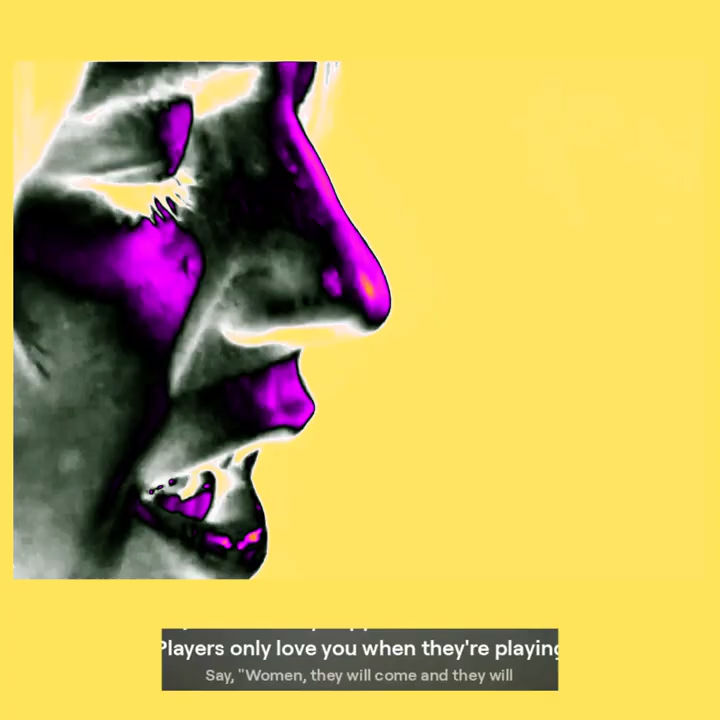 Players only love you when they're playing
Say, "Women, they will come and they will